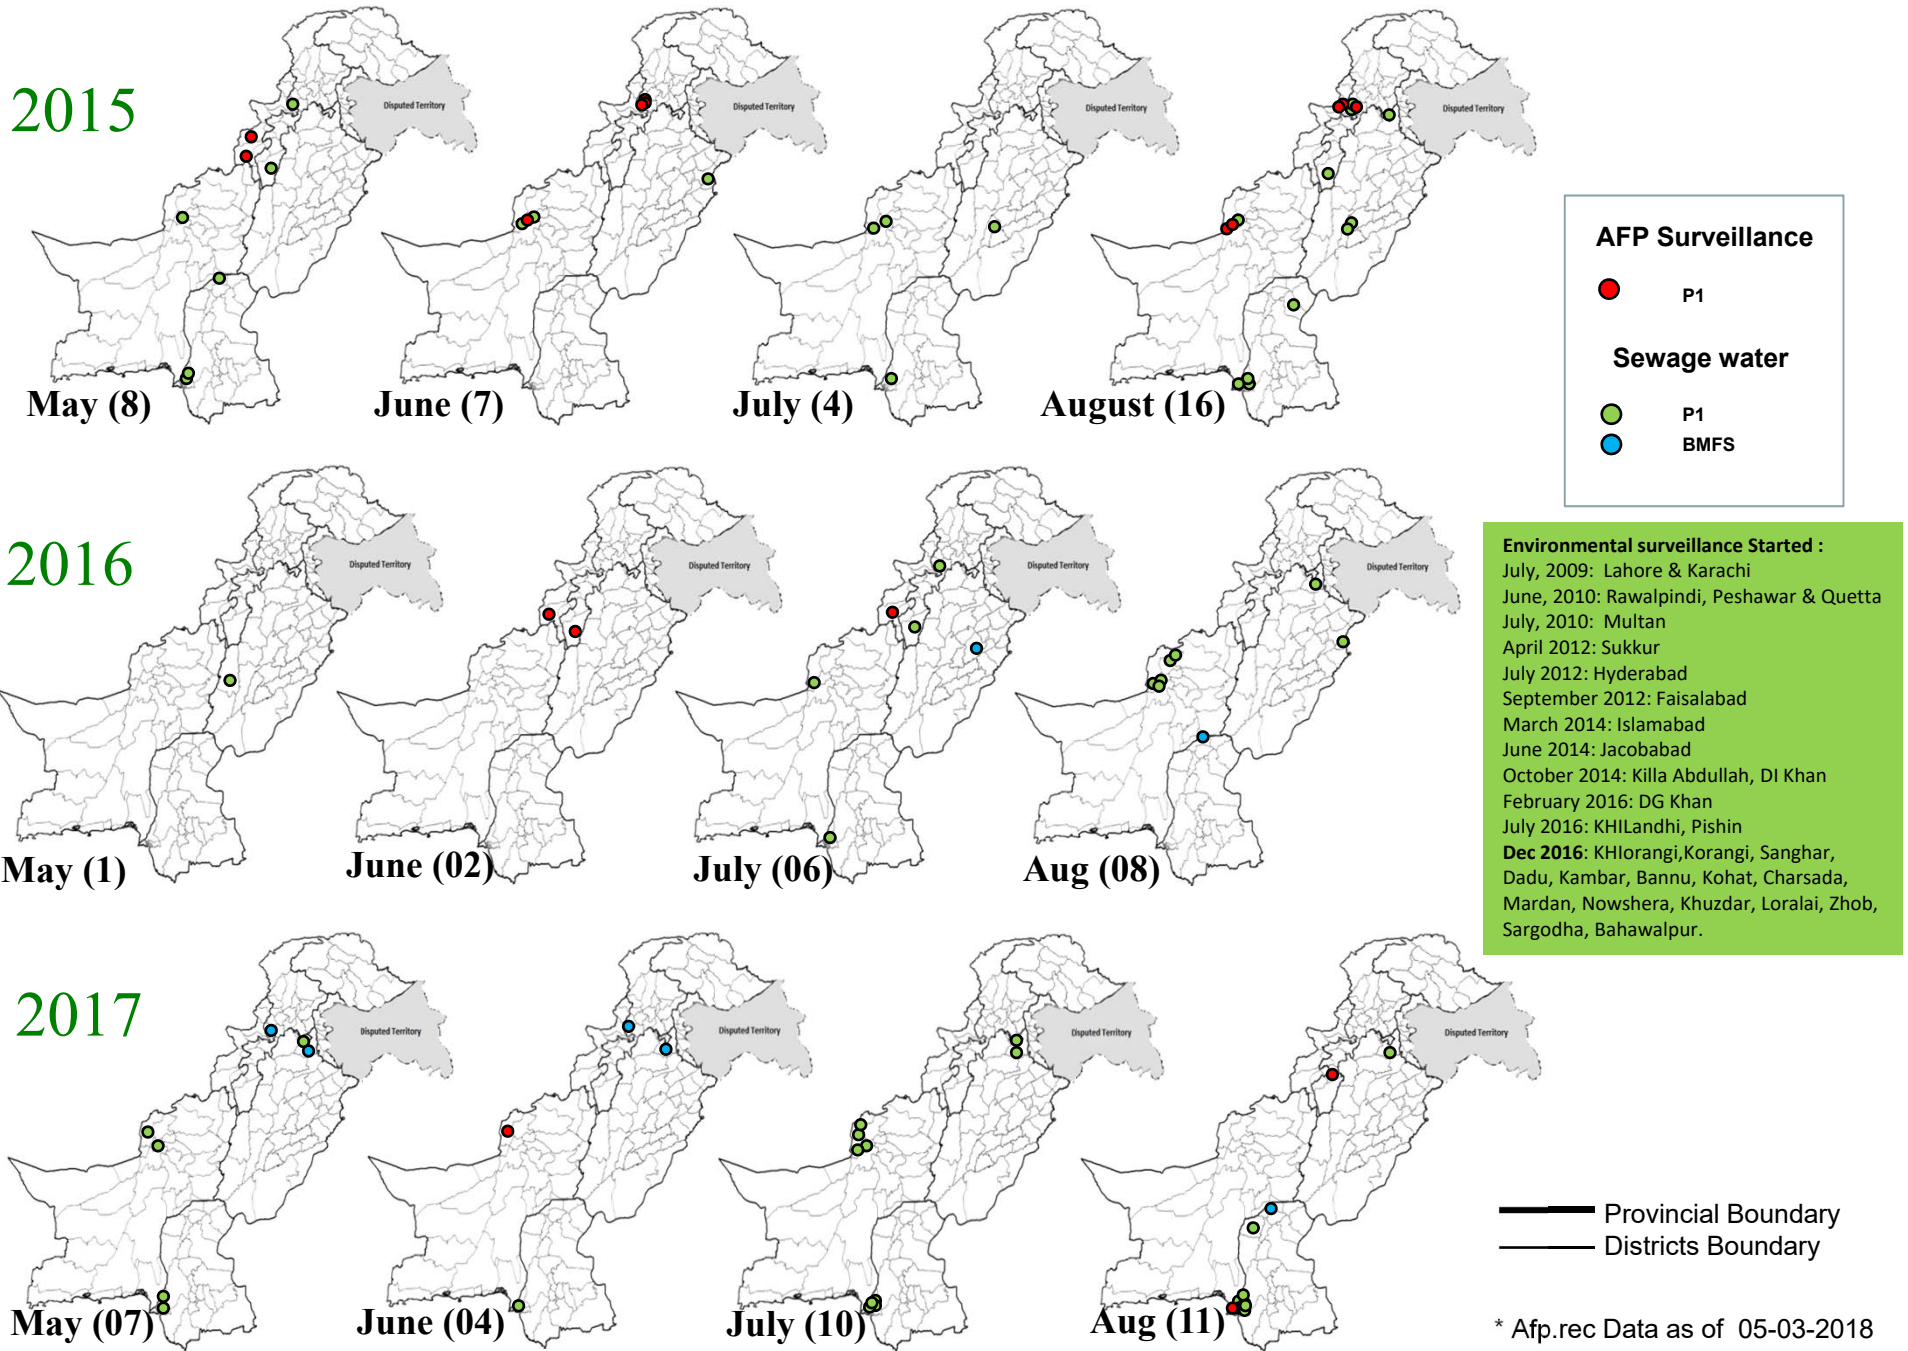 2015
Disputed Territory
Disputed Territory
Disputed Territory
Disputed Territory
May (8)
June (7)
July (4)
August (16)
AFP Surveillance
P1
Sewage water
P1
BMFS
2016
Disputed Territory
Disputed Territory
Disputed Territory
Disputed Territory
May (1)
June (02)
July (06)
Aug (08)
Environmental surveillance Started :
July, 2009: Lahore & Karachi
June, 2010: Rawalpindi, Peshawar & Quetta
July, 2010: Multan
April 2012: Sukkur
July 2012: Hyderabad
September 2012: Faisalabad
March 2014: Islamabad
June 2014: Jacobabad
October 2014: Killa Abdullah, DI Khan
February 2016: DG Khan
July 2016: KHILandhi, Pishin
Dec 2016: KHIorangi,Korangi, Sanghar,
Dadu, Kambar, Bannu, Kohat, Charsada,
Mardan, Nowshera, Khuzdar, Loralai, Zhob,
Sargodha, Bahawalpur.
2017
Disputed Territory
Disputed Territory
Disputed Territory
Disputed Territory
May (07)
June (04)
July (10)
Aug (11)
Provincial Boundary
Districts Boundary
* Afp.rec Data as of 05-03-2018